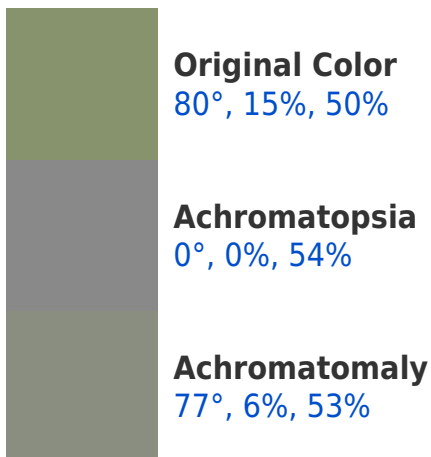 Original Color
80°, 15%, 50%
Achromatopsia
0°, 0%, 54%
Achromatomaly
77°, 6%, 53%